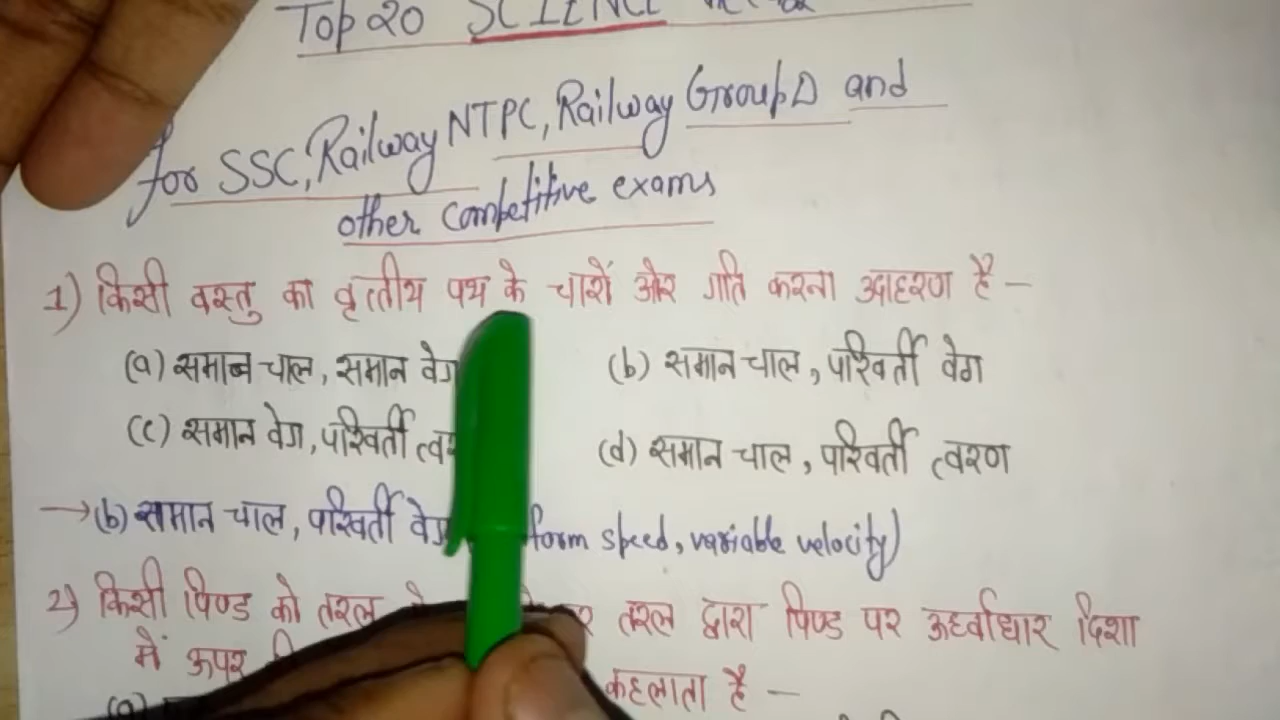 Top 20 SCIENCE
for SSC, Railway NTPC, Railway Group D and
other competitive exams
1) किसी वस्तु का वृत्तीय पथ के चारों ओर गति करना उदाहरण है –
(a) समान चाल, समान वेग (b) समान चाल, परिवर्ती वेग
(c) समान वेग, परिवर्ती (d) समान चाल, परिवर्ती त्वरण
→ (b) समान चाल, परिवर्ती वेग form speed, variable velocity)
2) किसी पिण्ड को तरल तरल द्वारा पिण्ड पर ऊर्ध्वाधार दिशा
में ऊपर कहलाता है –
(a)